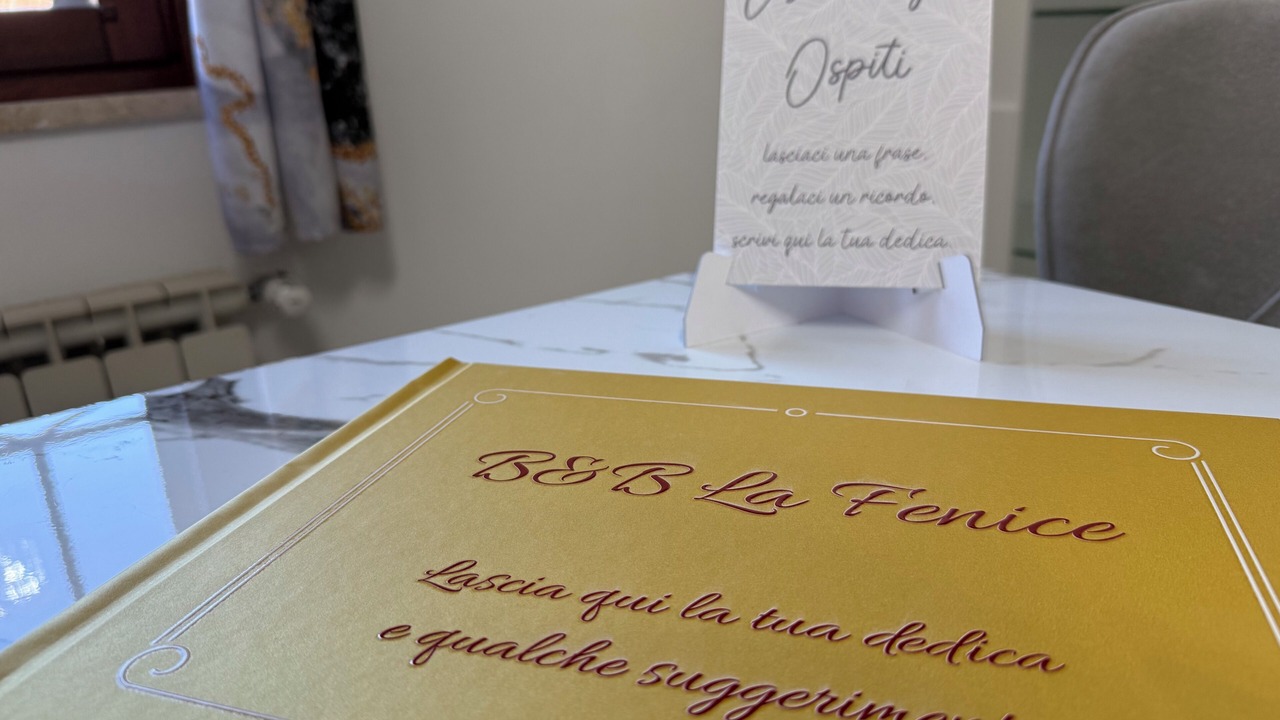 Ospiti
lasciaci una frase,
regalaci un ricordo,
scrivi qui la tua dedica
B&B La Fenice
Lascia qui la tua dedica
e qualche